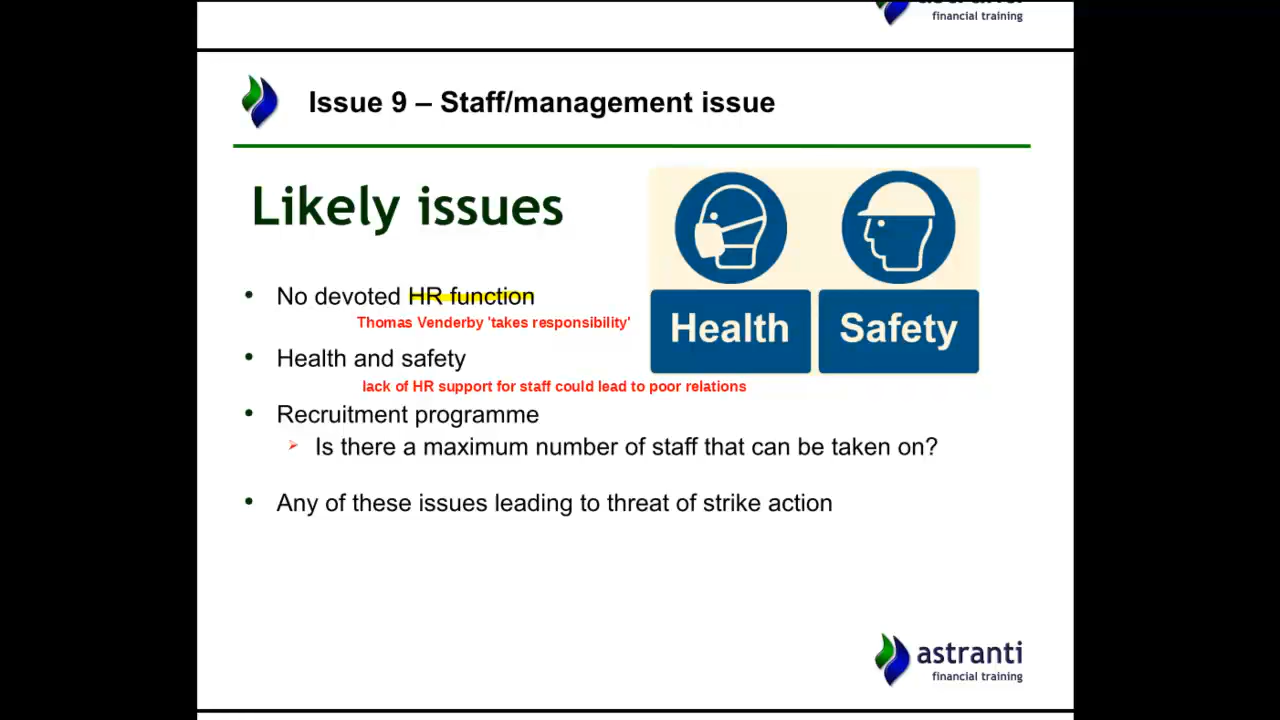 financial training
Issue 9 – Staff/management issue
Likely issues
Health
Safety
• No devoted HR function
Thomas Venderby 'takes responsibility'
• Health and safety
lack of HR support for staff could lead to poor relations
• Recruitment programme
➢ Is there a maximum number of staff that can be taken on?
• Any of these issues leading to threat of strike action
astranti
financial training